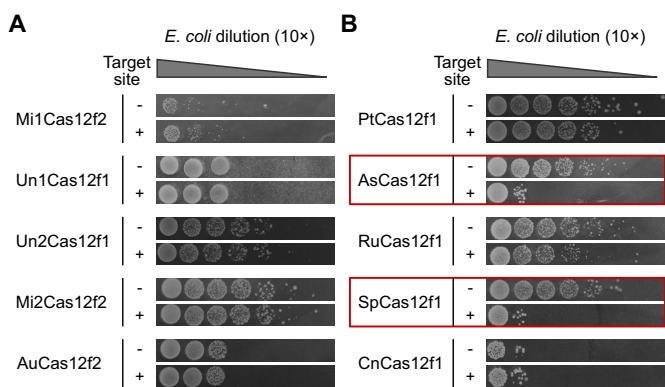 A
E. coli dilution (10×)
Target
site
Mi1Cas12f2
-
+
Un1Cas12f1
-
+
Un2Cas12f1
-
+
Mi2Cas12f2
-
+
AuCas12f2
-
+
B
E. coli dilution (10×)
Target
site
PtCas12f1
-
+
AsCas12f1
-
+
RuCas12f1
-
+
SpCas12f1
-
+
CnCas12f1
-
+